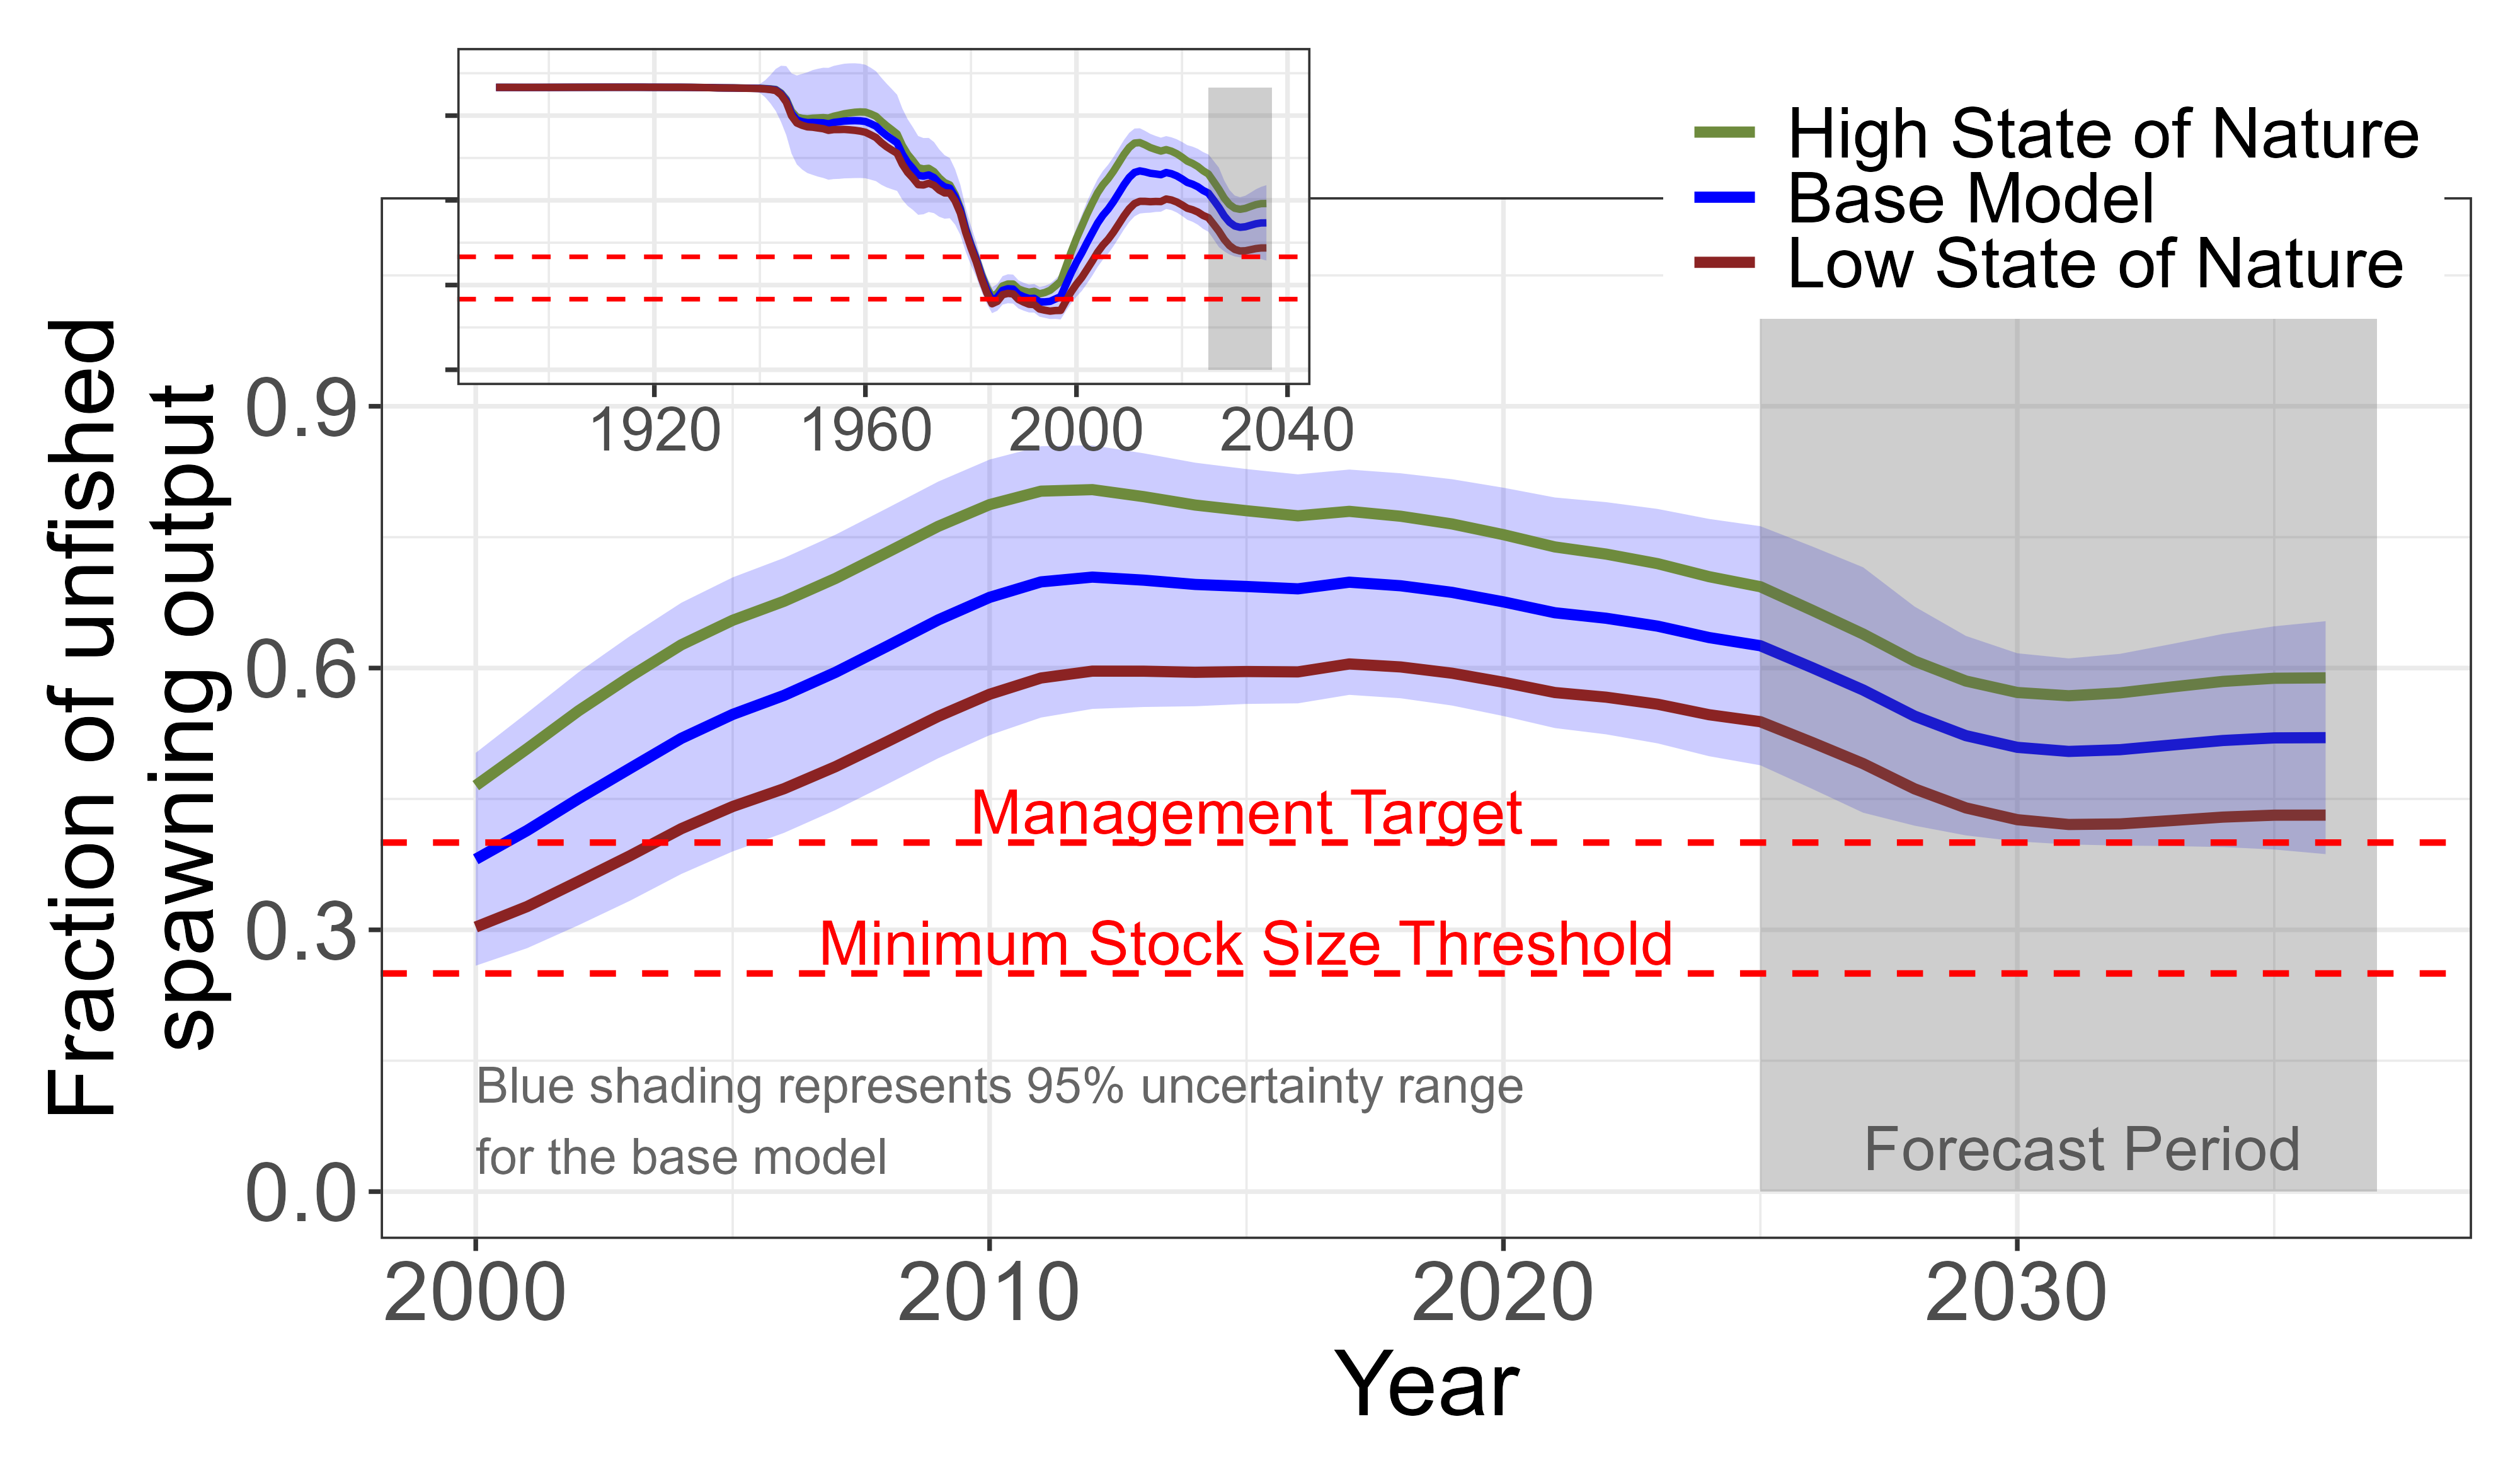 1920
1960
2000
2040
High State of Nature
Base Model
Low State of Nature
Fraction of unfished
spawning output
0.9
0.6
0.3
0.0
Management Target
Minimum Stock Size Threshold
Blue shading represents 95% uncertainty range
for the base model
Forecast Period
2000
2010
2020
2030
Year